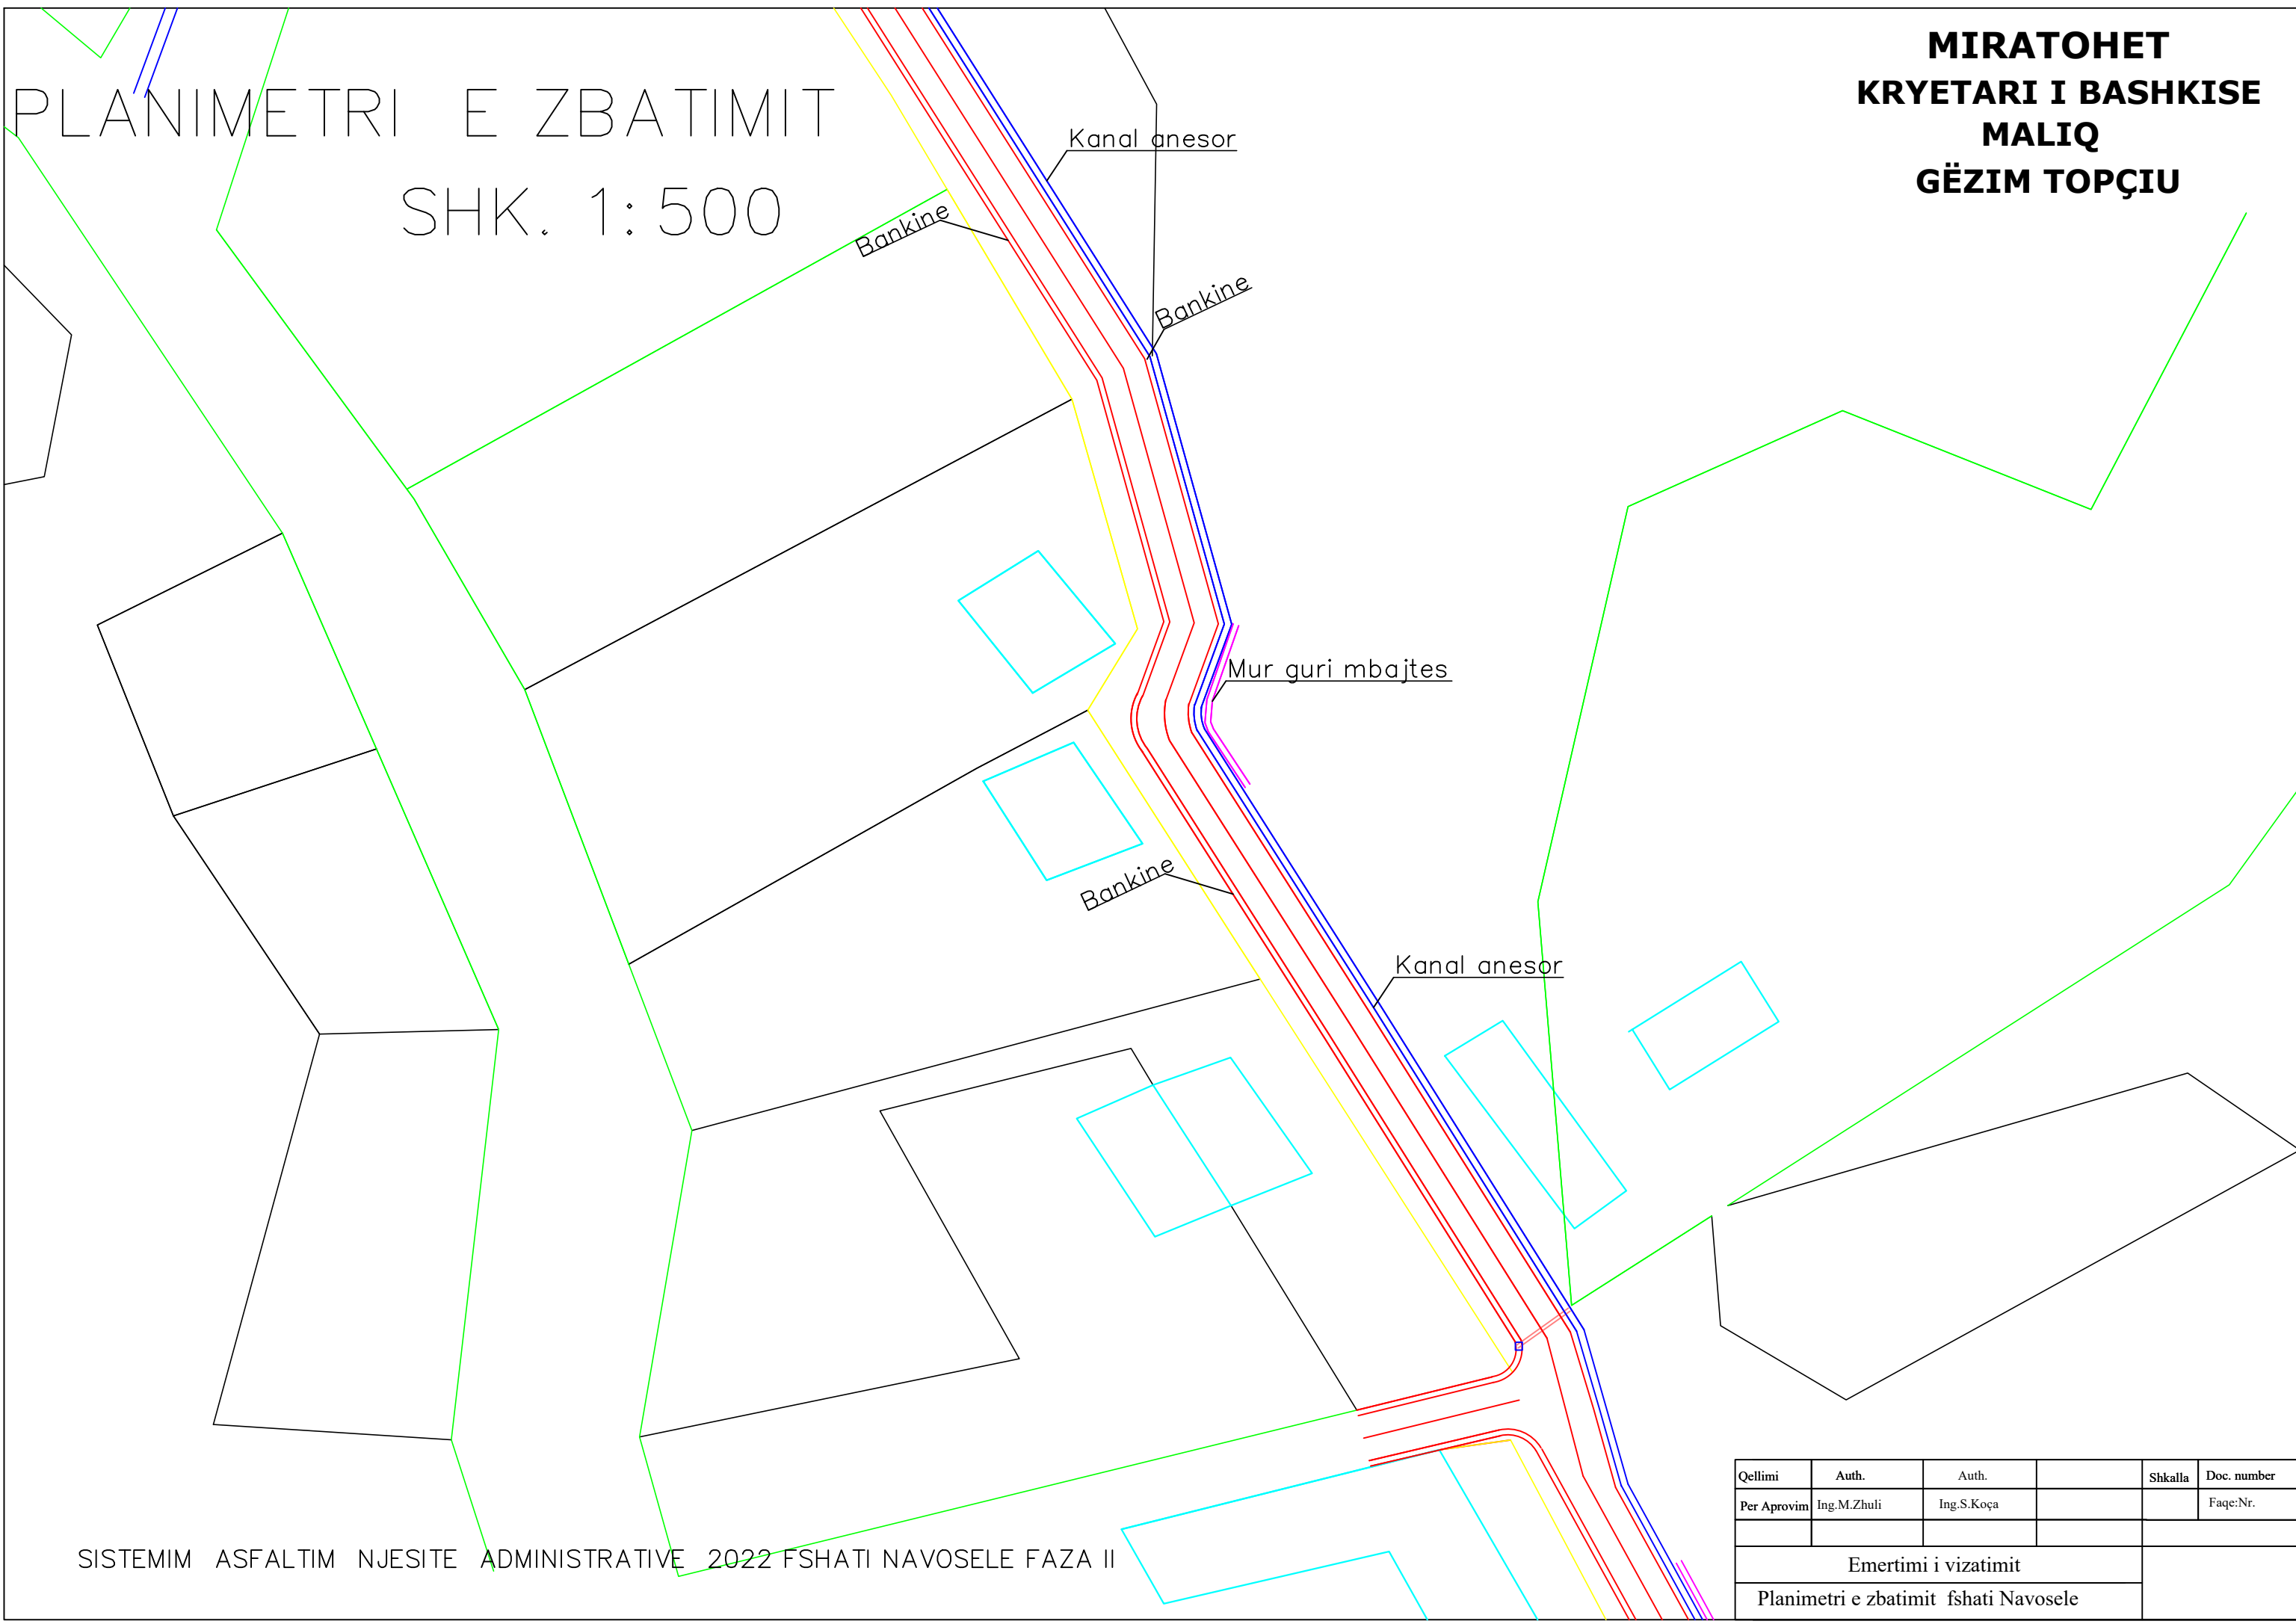 MIRATOHET
KRYETARI I BASHKISE
MALIQ
GËZIM TOPÇIU
PLANIMETRI E ZBATIMIT
SHK. 1:500
Kanal anesor
Bankine
Bankine
Mur guri mbajtes
Bankine
Kanal anesor
SISTEMIM ASFALTIM NJESITE ADMINISTRATIVE 2022 FSHATI NAVOSELE FAZA II
Qellimi Auth. Auth. Shkalla Doc. number
Per Aprovim Ing.M.Zhuli Ing.S.Koça Faqe:Nr.
Emertimi i vizatimit
Planimetri e zbatimit fshati Navosele